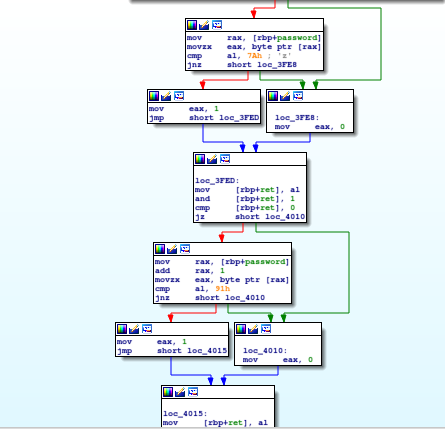 mov rax, [rbp+password]
movzx eax, byte ptr [rax]
cmp al, 7Ah ; 'z'
jnz short loc_3FE8
mov eax, 1
jmp short loc_3FED
loc_3FE8:
mov eax, 0
loc_3FED:
mov [rbp+ret], al
and [rbp+ret], 1
cmp [rbp+ret], 0
jz short loc_4010
mov rax, [rbp+password]
add rax, 1
movzx eax, byte ptr [rax]
cmp al, 91h
jnz short loc_4010
mov eax, 1
jmp short loc_4015
loc_4010:
mov eax, 0
loc_4015:
mov [rbp+ret], al